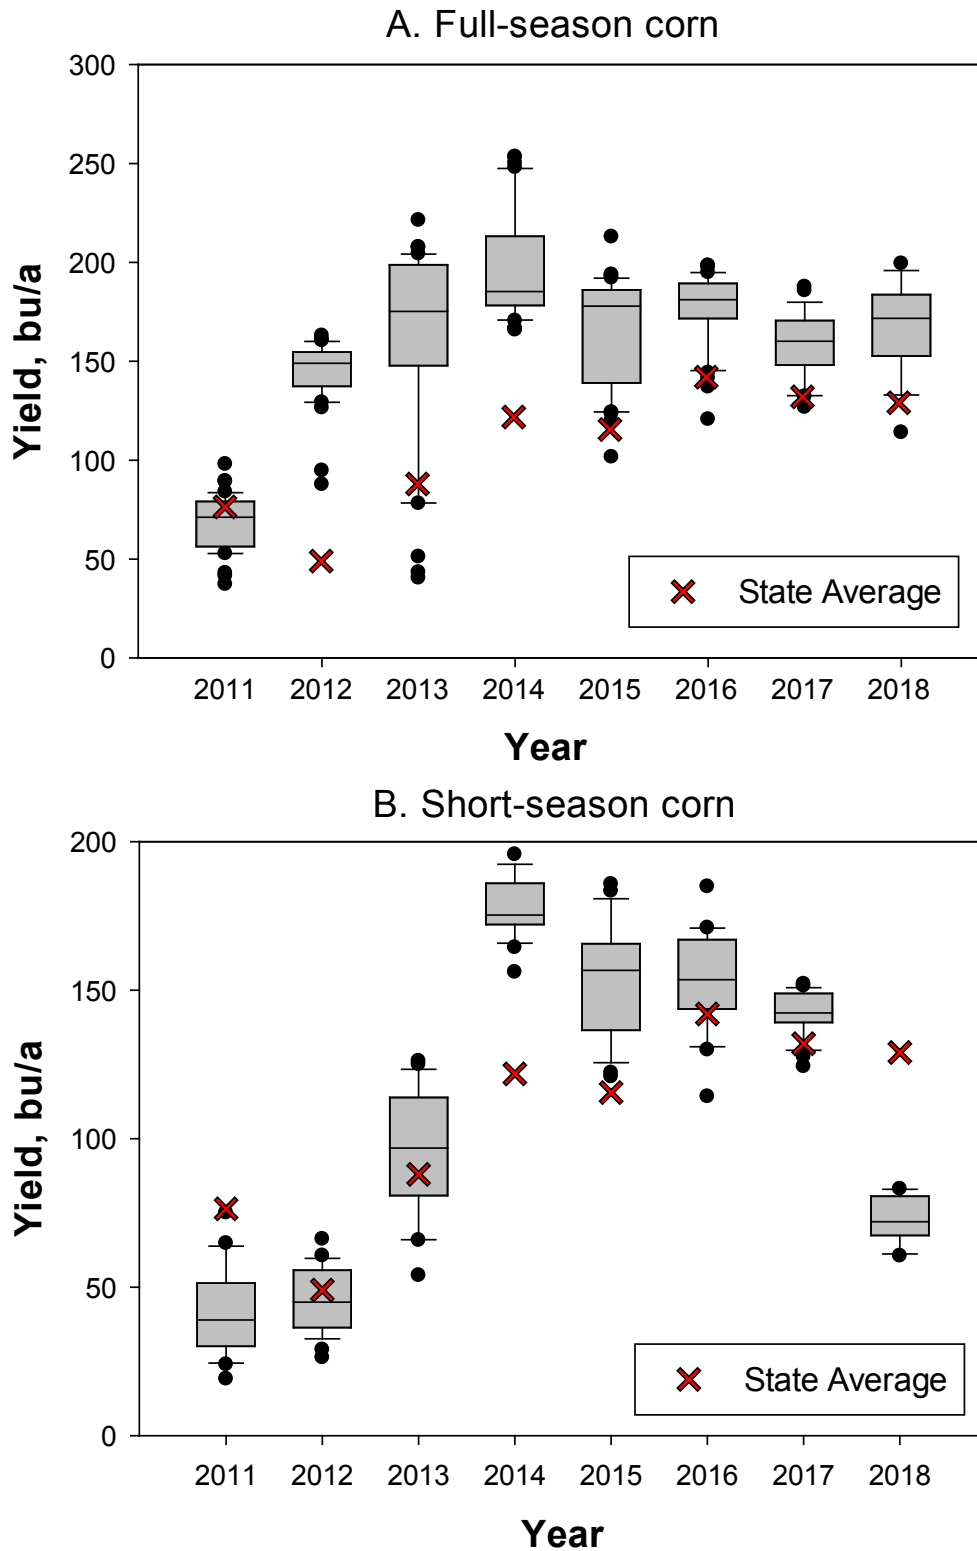 A. Full-season corn
300
250
200
150
100
50
0
Yield, bu/a
State Average
2011 2012 2013 2014 2015 2016 2017 2018
Year
B. Short-season corn
200
150
100
50
0
Yield, bu/a
State Average
2011 2012 2013 2014 2015 2016 2017 2018
Year